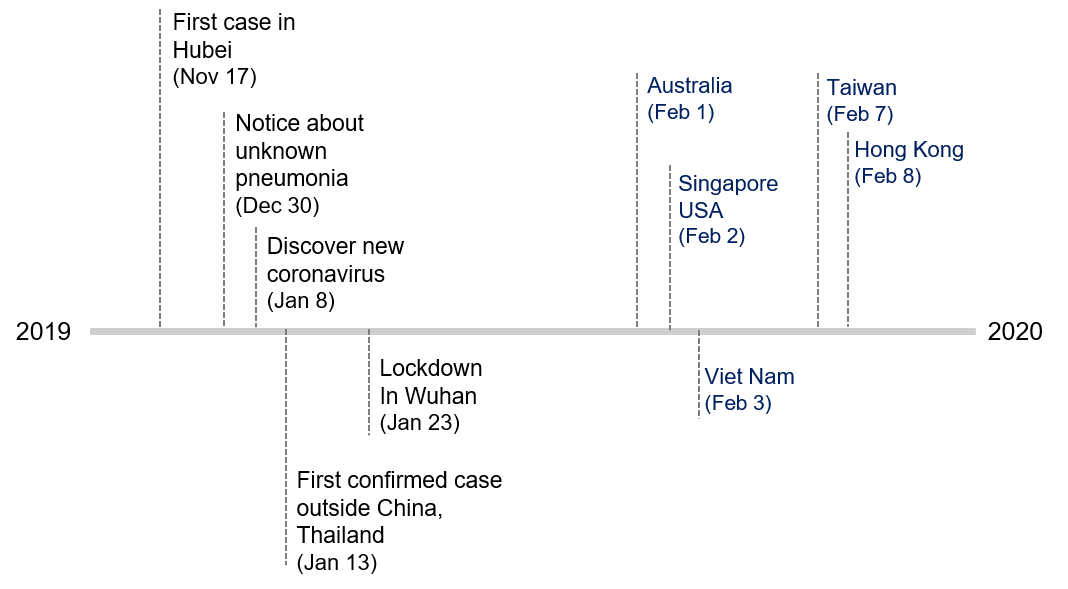 First case in
Hubei
(Nov 17)
Notice about
unknown
pneumonia
(Dec 30)
Discover new
coronavirus
(Jan 8)
Australia
(Feb 1)
Singapore
USA
(Feb 2)
Taiwan
(Feb 7)
Hong Kong
(Feb 8)
2019
2020
Lockdown
In Wuhan
(Jan 23)
Viet Nam
(Feb 3)
First confirmed case
outside China,
Thailand
(Jan 13)